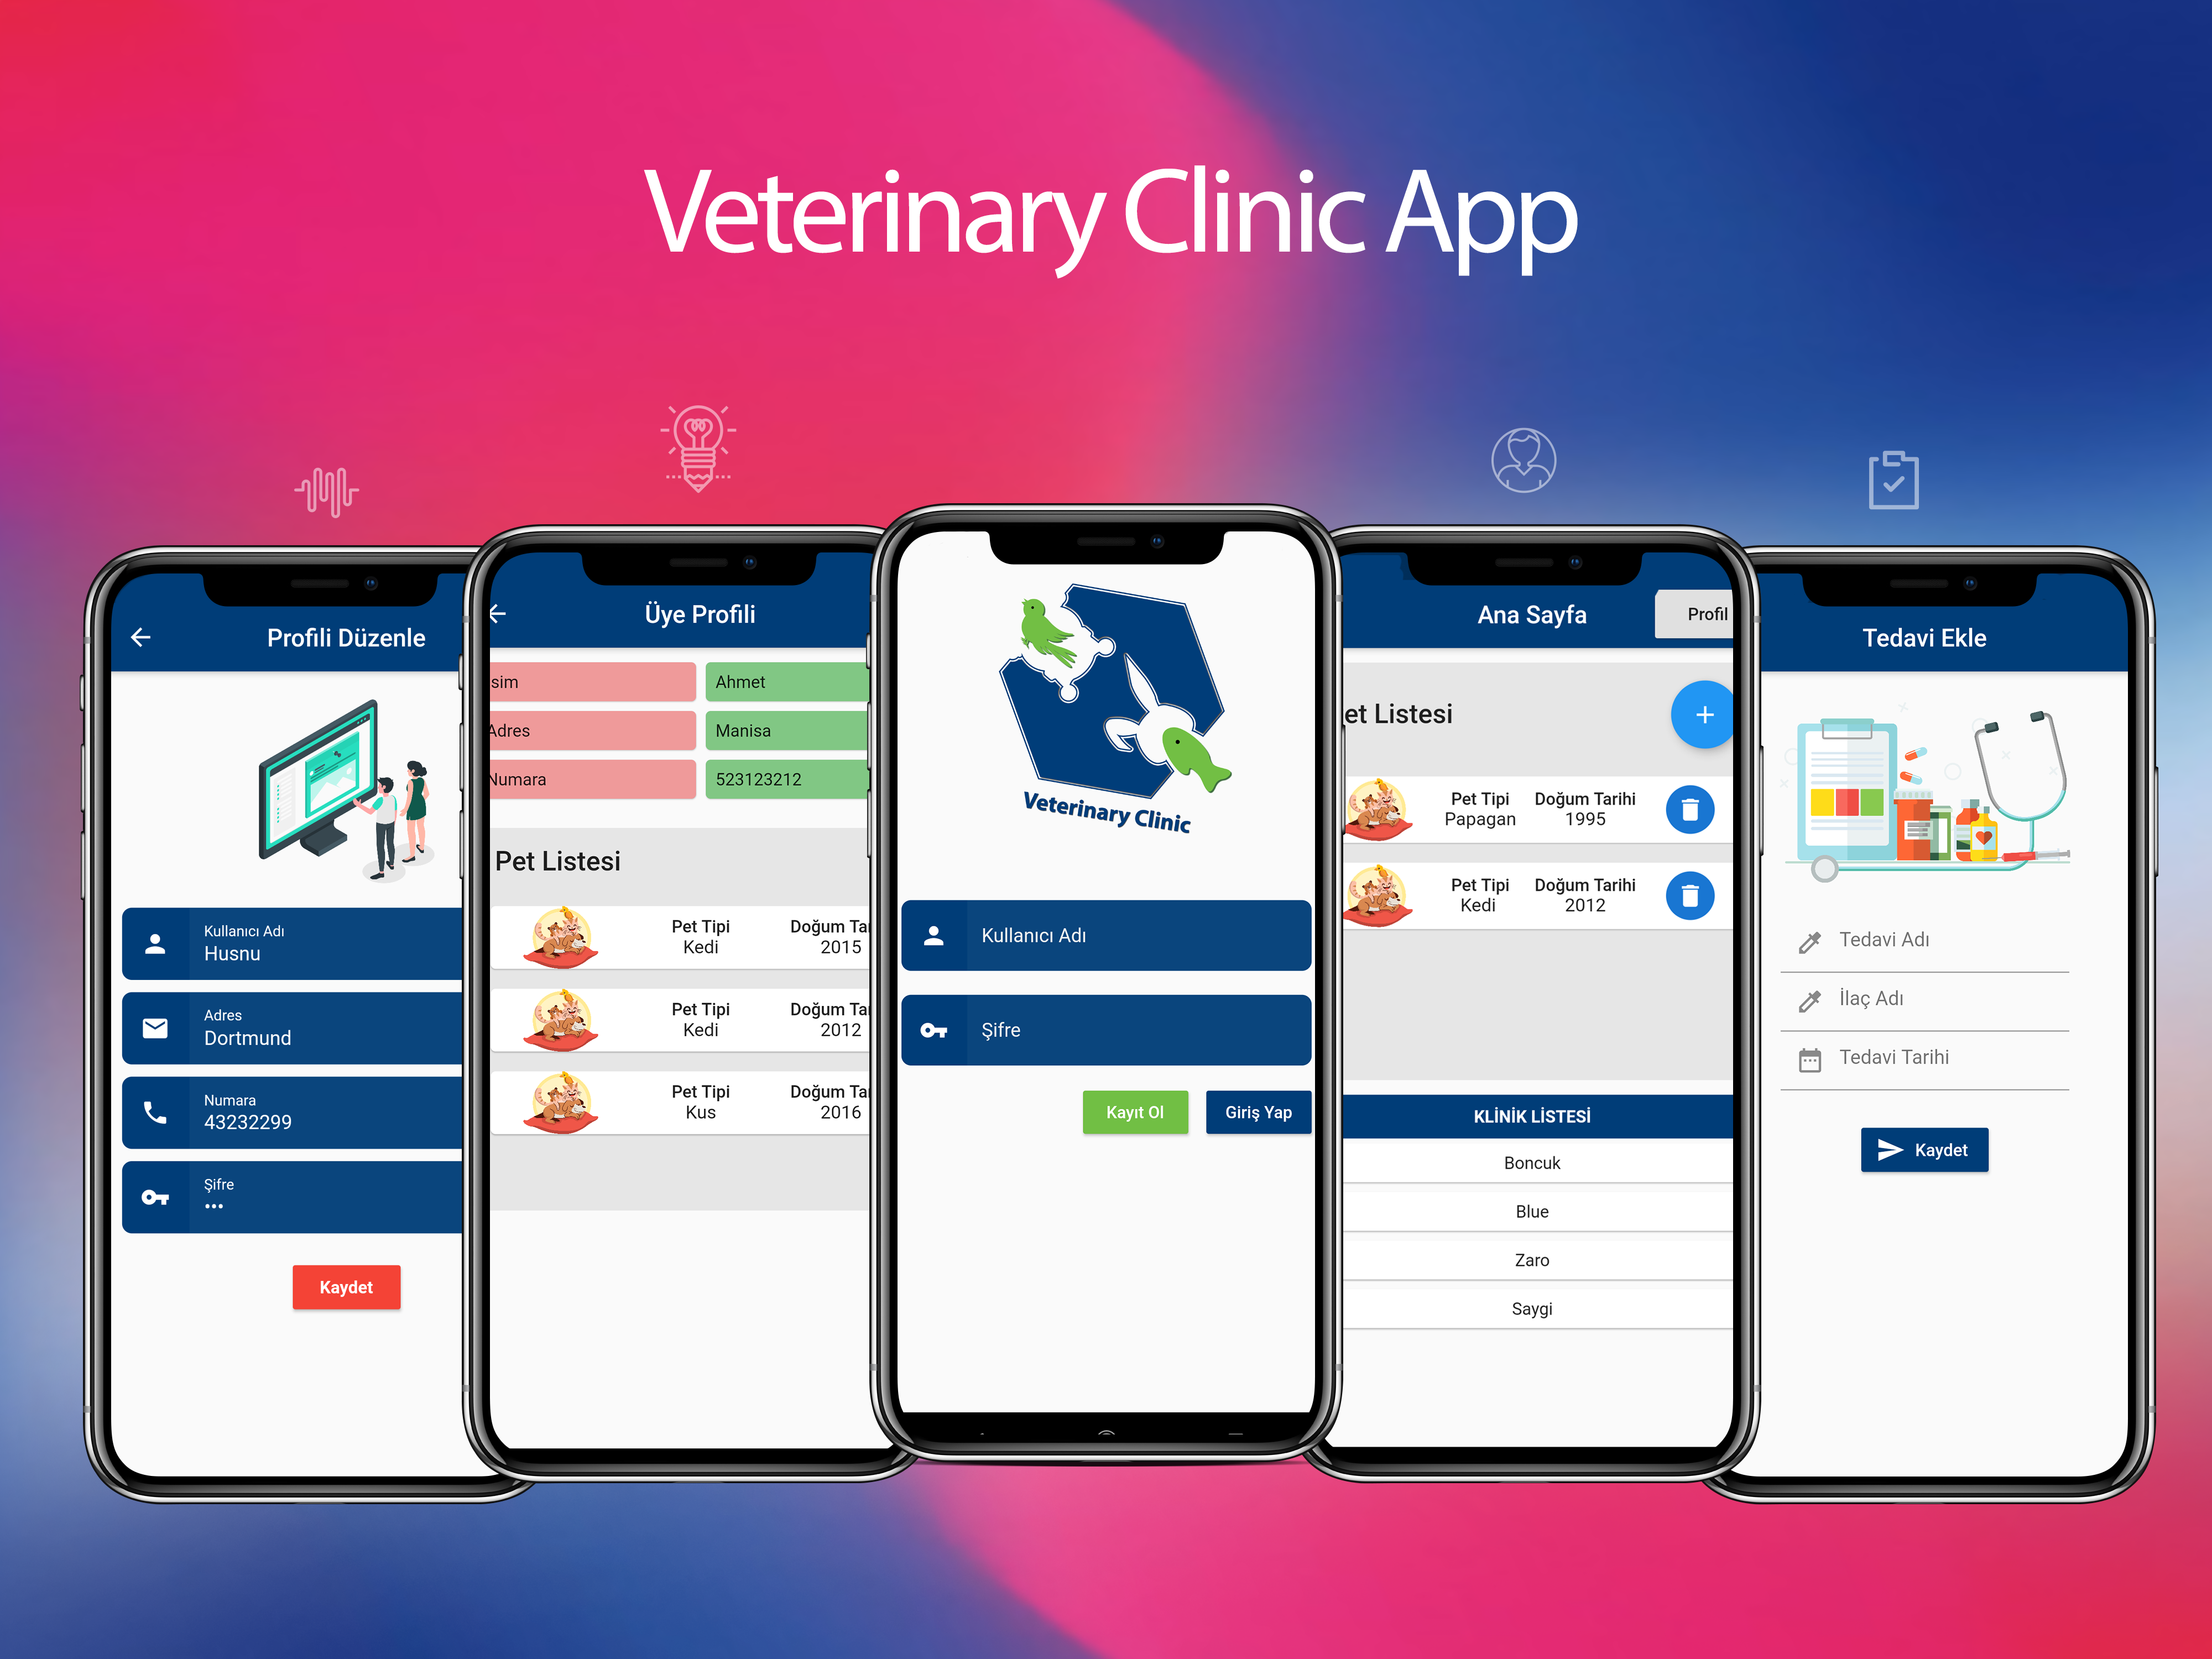 Veterinary Clinic App
Profili Düzenle
Kullanıcı Adı
Husnu
Adres
Dortmund
Numara
43232299
Şifre
•••
Kaydet
Üye Profili
sim
Ahmet
Adres
Manisa
Numara
523123212
Pet Listesi
Pet Tipi Doğum Ta
Kedi 2015
Pet Tipi Doğum Ta
Kedi 2012
Pet Tipi Doğum Ta
Kus 2016
Veterinary Clinic
Kullanıcı Adı
Şifre
Kayıt Ol
Giriş Yap
Ana Sayfa
Profil
et Listesi
+
Pet Tipi Doğum Tarihi
Papagan 1995
Pet Tipi Doğum Tarihi
Kedi 2012
KLİNİK LİSTESİ
Boncuk
Blue
Zaro
Saygi
Tedavi Ekle
Tedavi Adı
İlaç Adı
Tedavi Tarihi
Kaydet